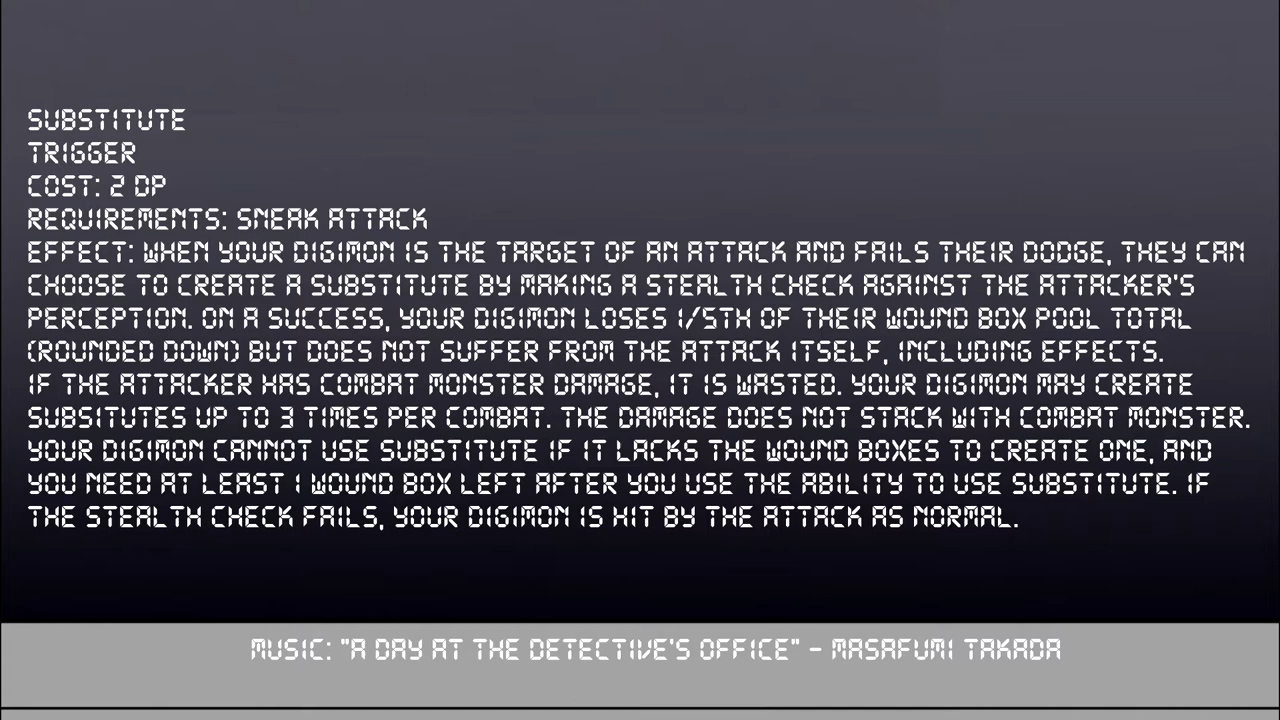 SUBSTITUTE
TRIGGER
COST: 2 DP
REQUIREMENTS: SNEAK ATTACK
EFFECT: WHEN YOUR DIGIMON IS THE TARGET OF AN ATTACK AND FAILS THEIR DODGE, THEY CAN
CHOOSE TO CREATE A SUBSTITUTE BY MAKING A STEALTH CHECK AGAINST THE ATTACKER'S
PERCEPTION. ON A SUCCESS, YOUR DIGIMON LOSES 1/5TH OF THEIR WOUND BOX POOL TOTAL
(ROUNDED DOWN) BUT DOES NOT SUFFER FROM THE ATTACK ITSELF, INCLUDING EFFECTS.
IF THE ATTACKER HAS COMBAT MONSTER DAMAGE, IT IS WASTED. YOUR DIGIMON MAY CREATE
SUBSTITUTES UP TO 3 TIMES PER COMBAT. THE DAMAGE DOES NOT STACK WITH COMBAT MONSTER.
YOUR DIGIMON CANNOT USE SUBSTITUTE IF IT LACKS THE WOUND BOXES TO CREATE ONE, AND
YOU NEED AT LEAST 1 WOUND BOX LEFT AFTER YOU USE THE ABILITY TO USE SUBSTITUTE. IF
THE STEALTH CHECK FAILS, YOUR DIGIMON IS HIT BY THE ATTACK AS NORMAL.
MUSIC: "A DAY AT THE DETECTIVE'S OFFICE" - MASAFUMI TAKADA